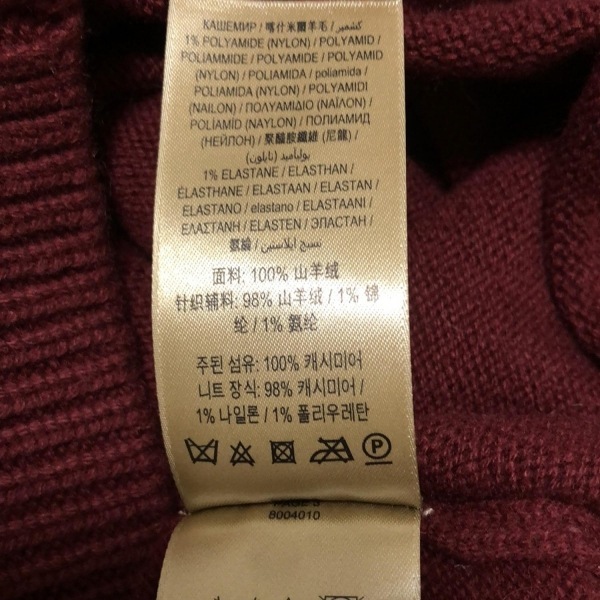 КАШЕМИР / 喀什米爾羊毛 / كشمير
1% POLYAMIDE (NYLON) / POLYAMID /
POLIAMMIDE / POLYAMIDE / POLYAMID
(NYLON) / POLIAMIDA / poliamida /
POLIAMIDA (NYLON) / POLYAMIDI
(NAILON) / ΠΟΛΥΑΜΙΔΙΟ (ΝΑΪΛΟΝ) /
POLİAMİD (NAYLON) / ПОЛИАМИД
(НЕЙЛОН) / 聚醯胺纖維 (尼龍) /
بولياميد (نايلون)
1% ELASTANE / ELASTHAN /
ÉLASTHANE / ELASTAAN / ELASTAN /
ELASTANO / elastano / ELASTAANI /
ΕΛΑΣΤΑΝΗ / ELASTEN / ЭЛАСТАН /
氨綸 / نسيج ايلاستين
面料: 100% 山羊绒
针织辅料: 98% 山羊绒 / 1% 锦
纶 / 1% 氨纶
주된 섬유: 100% 캐시미어
니트 장식: 98% 캐시미어 /
1% 나일론 / 1% 폴리우레탄
P
8004010